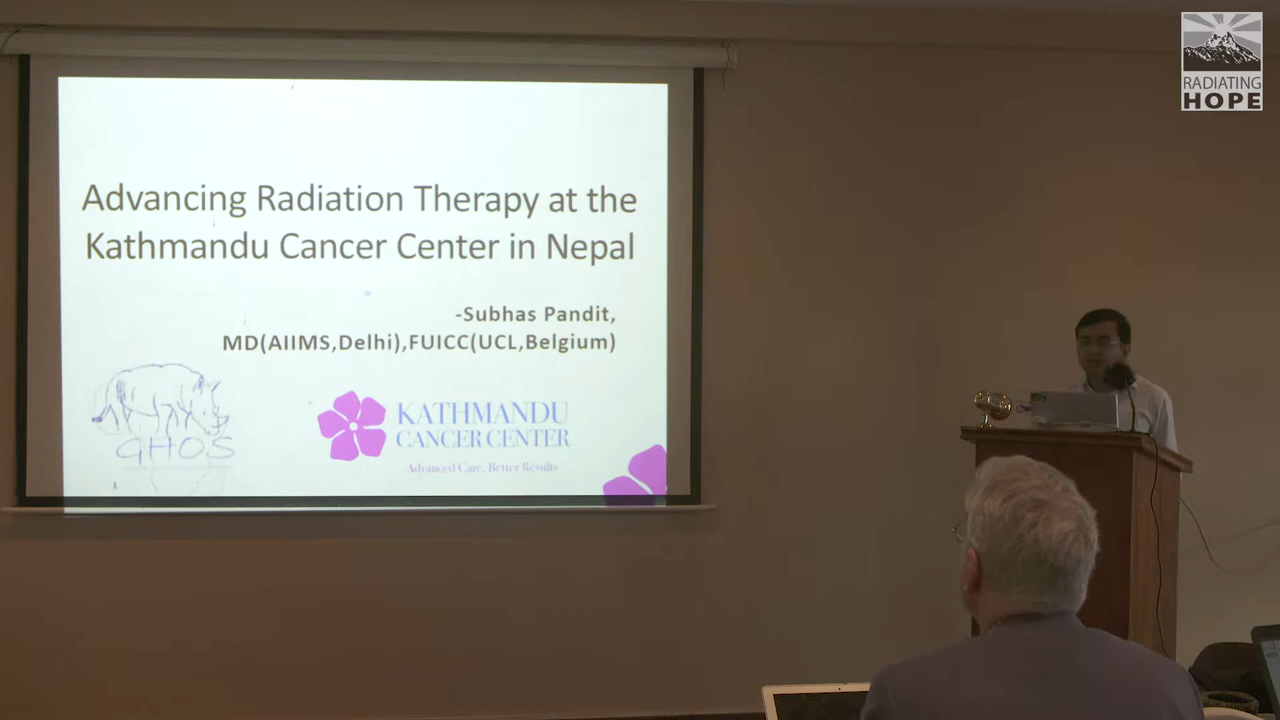 RADIATING
HOPE
Advancing Radiation Therapy at the
Kathmandu Cancer Center in Nepal
-Subhas Pandit,
MD(AIIMS,Delhi),FUICC(UCL,Belgium)
GHOS
KATHMANDU
CANCER CENTER
Advanced Care, Better Results
1